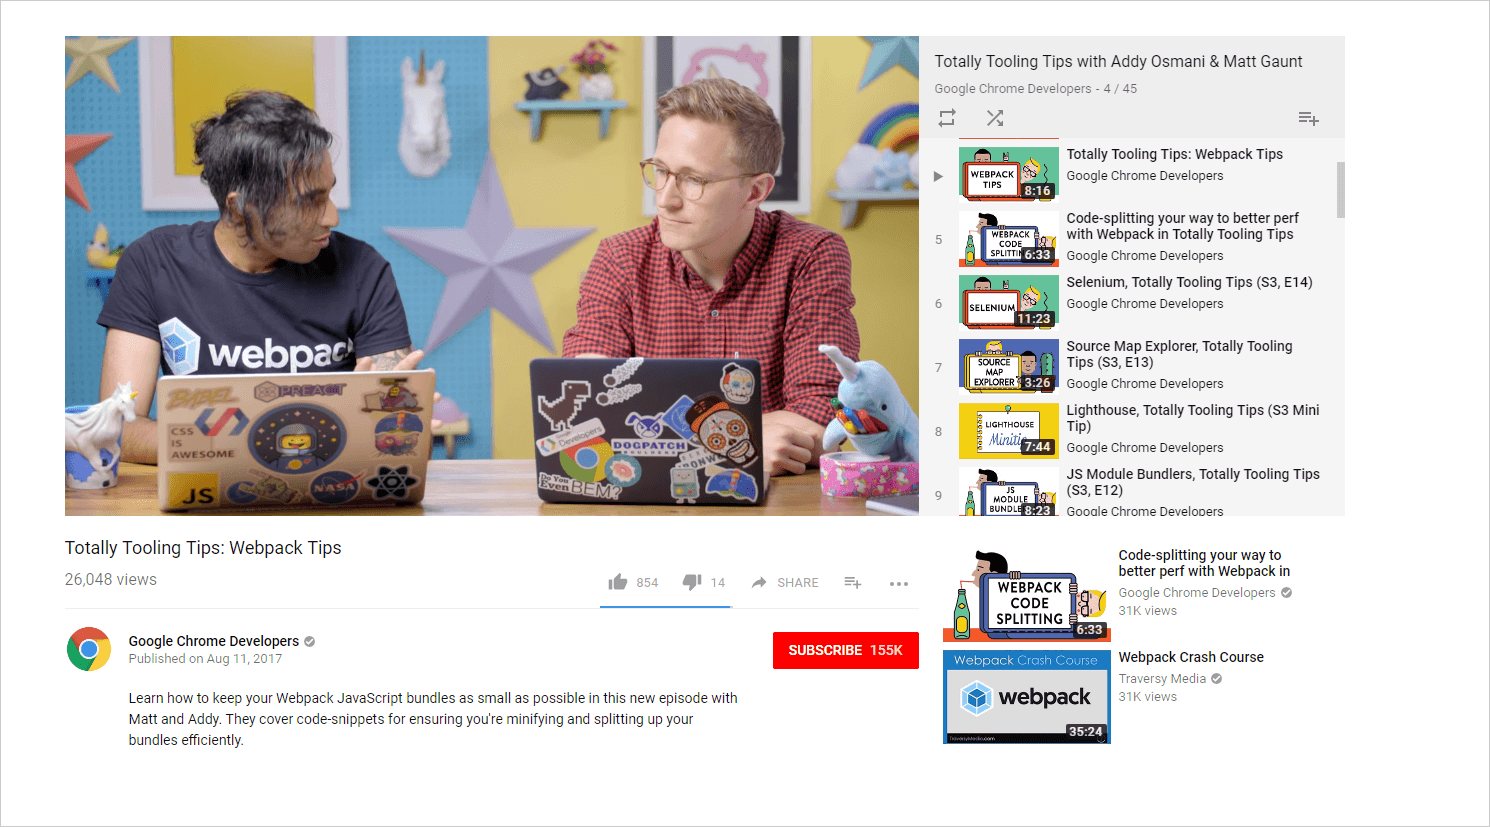 webpac
BABEL
PREACT
CSS
IS
AWESOME
JS
NASA
Google
Developers
DOGPATCH
BOULDERS
Do You
Even
BEM?
Totally Tooling Tips with Addy Osmani & Matt Gaunt
Google Chrome Developers - 4 / 45
WEBPACK
TIPS
8:16
Totally Tooling Tips: Webpack Tips
Google Chrome Developers
5
WEBPACK
CODE
SPLITTIN
6:33
Code-splitting your way to better perf
with Webpack in Totally Tooling Tips
Google Chrome Developers
6
SELENIUM
11:23
Selenium, Totally Tooling Tips (S3, E14)
Google Chrome Developers
7
SOURCE
MAP
EXPLORER
3:26
Source Map Explorer, Totally Tooling
Tips (S3, E13)
Google Chrome Developers
8
LIGHTHOUSE
Minitip
7:44
Lighthouse, Totally Tooling Tips (S3 Mini
Tip)
Google Chrome Developers
9
JS
MODULE
BUNDLE
8:23
JS Module Bundlers, Totally Tooling Tips
(S3, E12)
Google Chrome Developers
Totally Tooling Tips: Webpack Tips
26,048 views
854
14
SHARE
Google Chrome Developers
Published on Aug 11, 2017
SUBSCRIBE 155K
Learn how to keep your Webpack JavaScript bundles as small as possible in this new episode with
Matt and Addy. They cover code-snippets for ensuring you're minifying and splitting up your
bundles efficiently.
WEBPACK
CODE
SPLITTING
6:33
Code-splitting your way to
better perf with Webpack in
Google Chrome Developers
31K views
Webpack Crash Course
webpack
TraversyMedia.com
35:24
Webpack Crash Course
Traversy Media
31K views